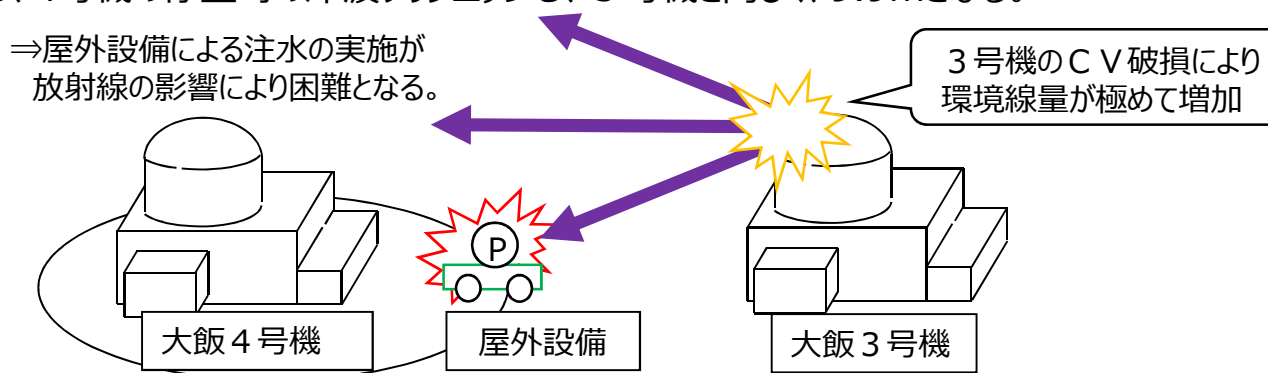 ⇒屋外設備による注水の実施が
放射線の影響により困難となる。
3号機のCV破損により
環境線量が極めて増加
P
大飯4号機
屋外設備
大飯3号機